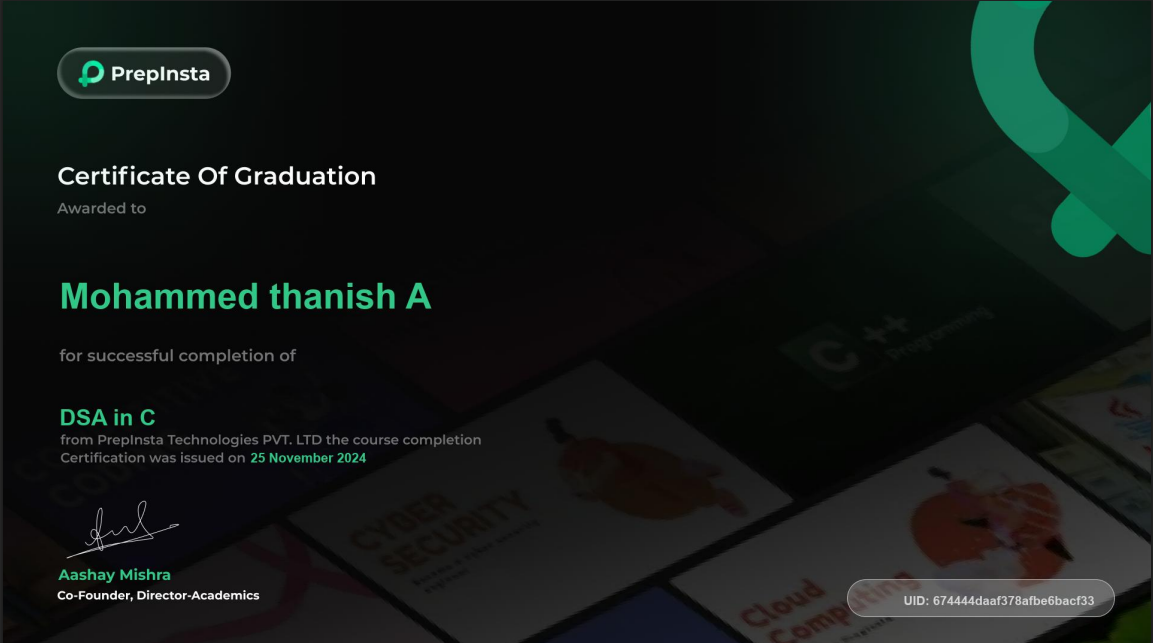 PrepInsta
Certificate Of Graduation
Awarded to
Mohammed thanish A
for successful completion of
DSA in C
from PrepInsta Technologies PVT. LTD the course completion
Certification was issued on 25 November 2024
Aashay Mishra
Co-Founder, Director-Academics
C ++
Programming
CYBER
SECURITY
Cloud
Computing
UID: 674444daaf378afbe6bacf33